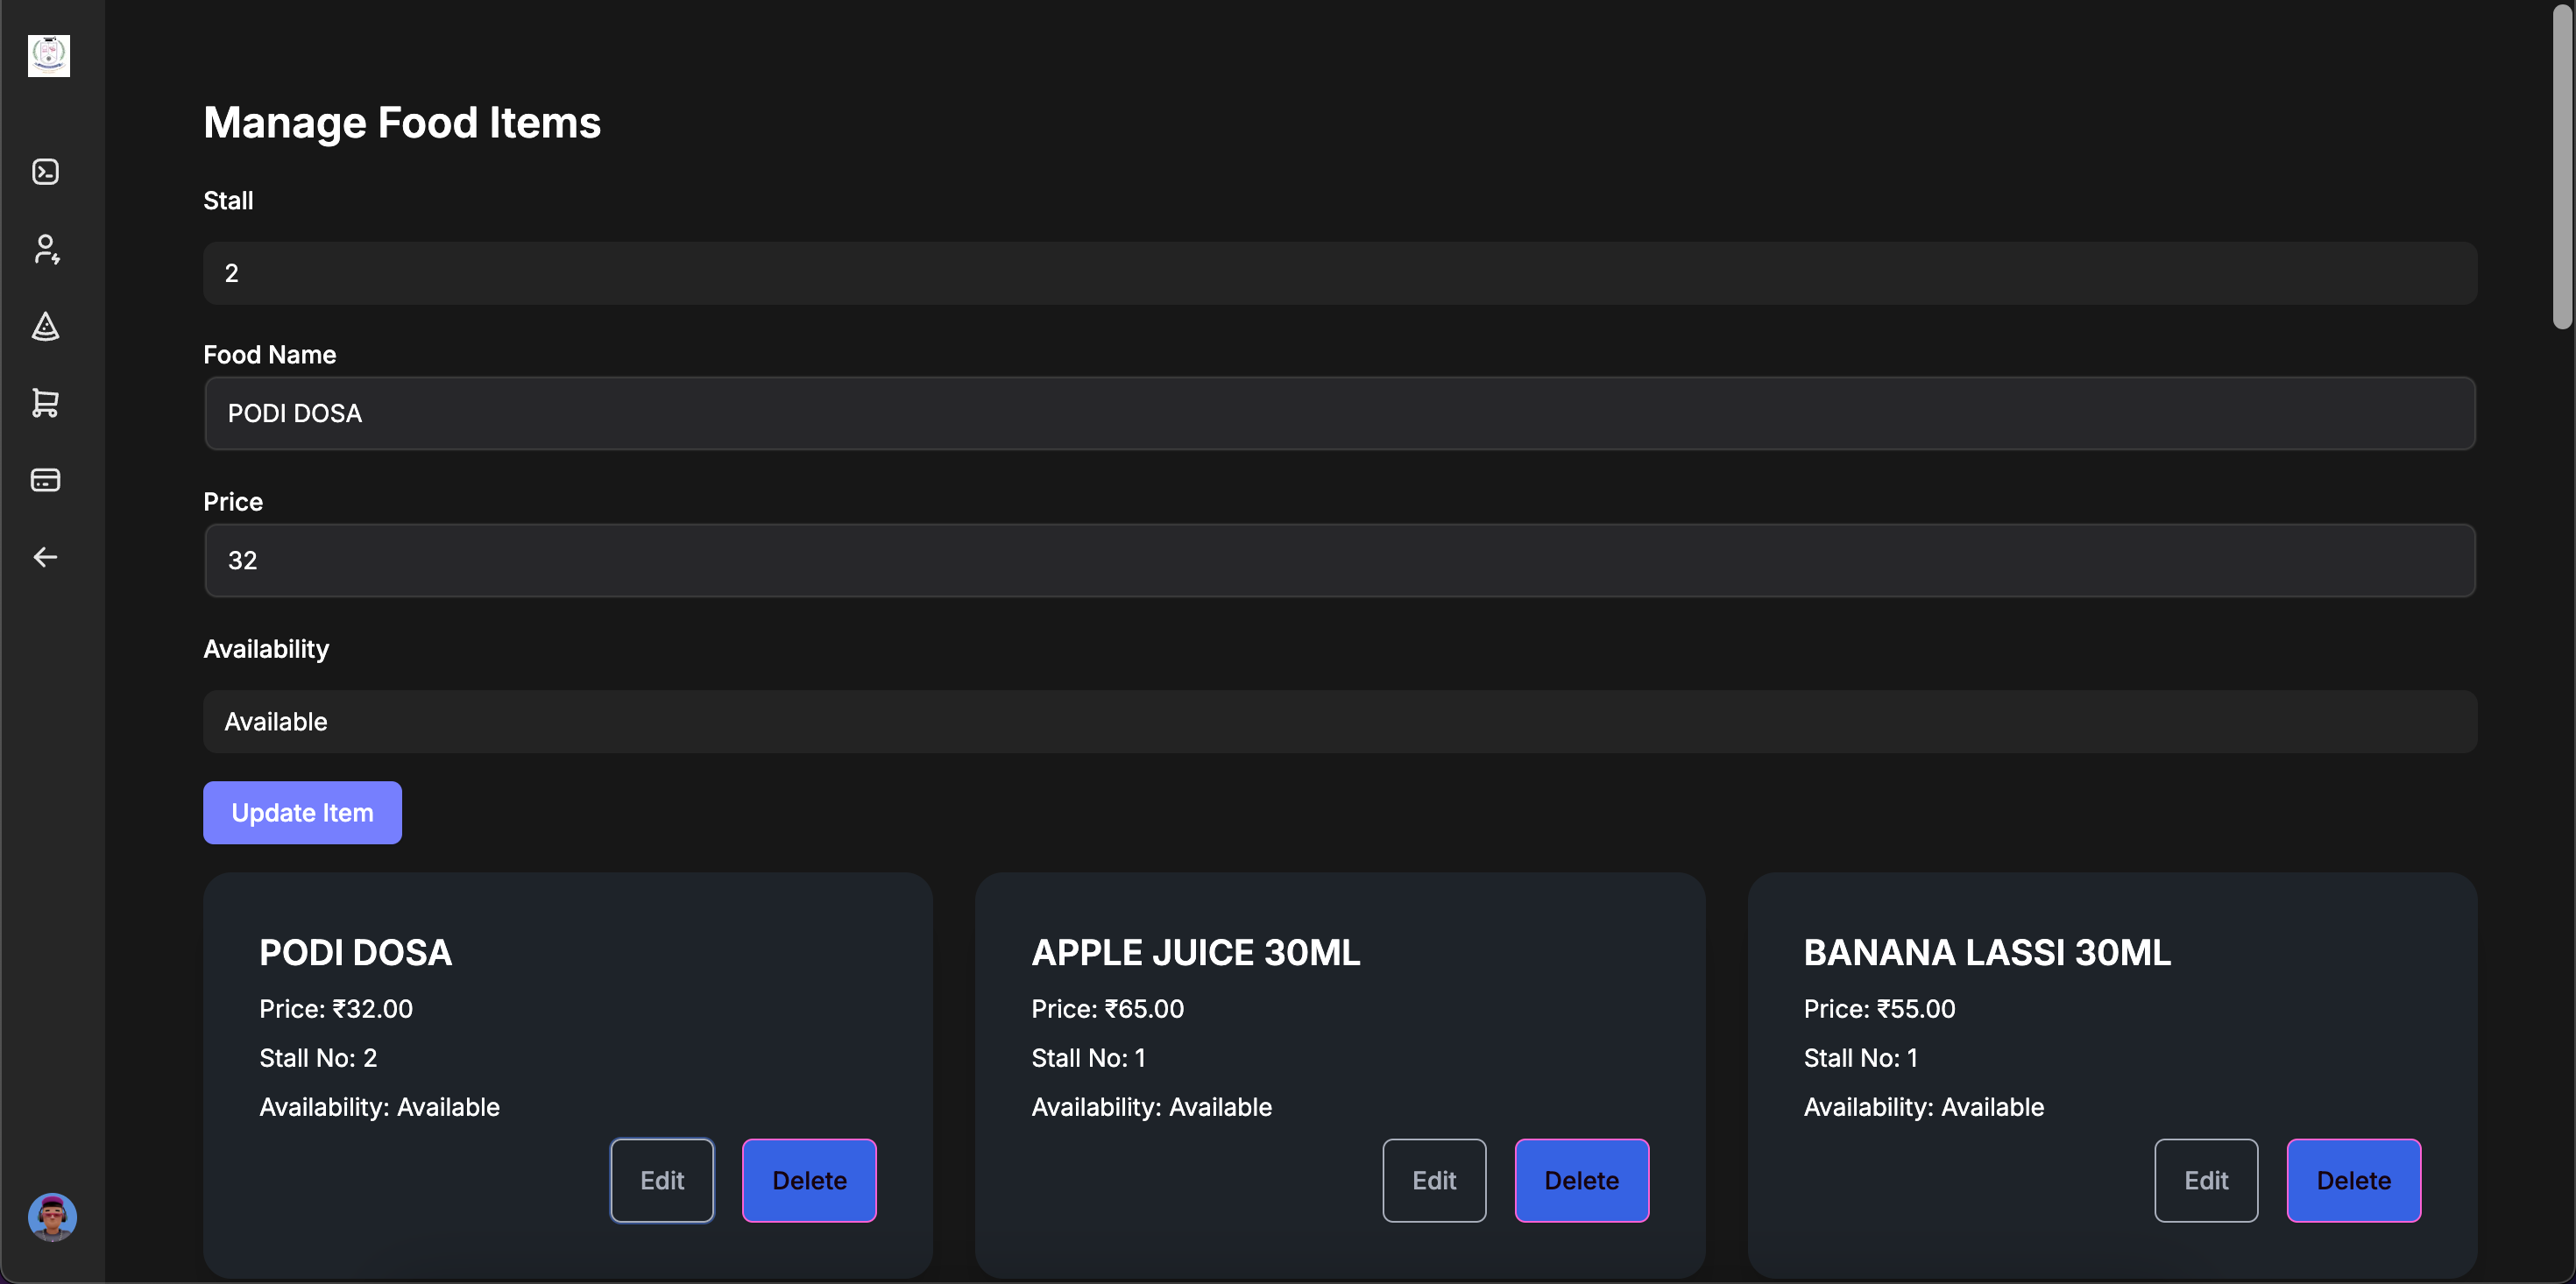 Manage Food Items
Stall
2
Food Name
PODI DOSA
Price
32
Availability
Available
Update Item
PODI DOSA
Price: ₹32.00
Stall No: 2
Availability: Available
Edit
Delete
APPLE JUICE 30ML
Price: ₹65.00
Stall No: 1
Availability: Available
Edit
Delete
BANANA LASSI 30ML
Price: ₹55.00
Stall No: 1
Availability: Available
Edit
Delete